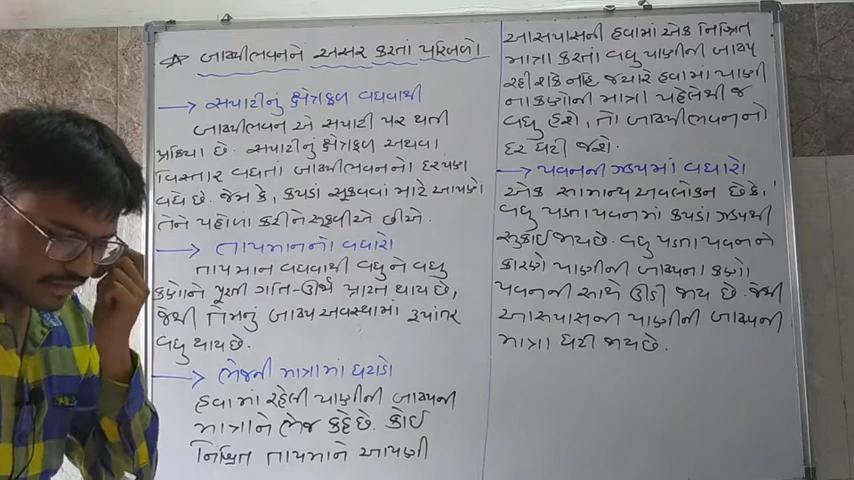 ☆ બાષ્પીભવનને અસર કરતાં પરિબળો
→ સપાટીનું ક્ષેત્રફળ વધવાથી
બાષ્પીભવન એ સપાટી પર થતી
પ્રક્રિયા છે. સપાટીનું ક્ષેત્રફળ અથવા
વિસ્તાર વધતાં બાષ્પીભવનનો દર પણ
વધે છે. જેમ કે, કપડાં સૂકવવાં માટે આપણે
તેને પહોળાં કરીને સૂકવીએ છીએ.
→ તાપમાનનો વધારો
તાપમાન વધવાથી વધુ ને વધુ
કણોને પૂરતી ગતિ-ઊર્જા પ્રાપ્ત થાય છે,
જેથી તેમનું બાષ્પ અવસ્થામાં રૂપાંતર
વધુ થાય છે.
→ ભેજની માત્રામાં ઘટાડો
હવામાં રહેલી પાણીની બાષ્પની
માત્રાને ભેજ કહે છે. કોઈ
નિશ્ચિત તાપમાને આપણી
આસપાસની હવામાં એક નિશ્ચિત
માત્રા કરતાં વધુ પાણીની બાષ્પ
રહી શકે નહિ જ્યારે હવામાં પાણી
ના કણોની માત્રા પહેલેથી જ
વધુ હશે, તો બાષ્પીભવનનો
દર ઘટી જશે.
→ પવનની ઝડપમાં વધારો
એક સામાન્ય અવલોકન છે કે,
વધુ પડતા પવનમાં કપડાં ઝડપથી
સુકાઈ જાય છે. વધુ પડતા પવનને
કારણે પાણીની બાષ્પના કણો
પવનની સાથે ઊડી જાય છે. જેથી
આસપાસની પાણીની બાષ્પની
માત્રા ઘટી જાય છે.